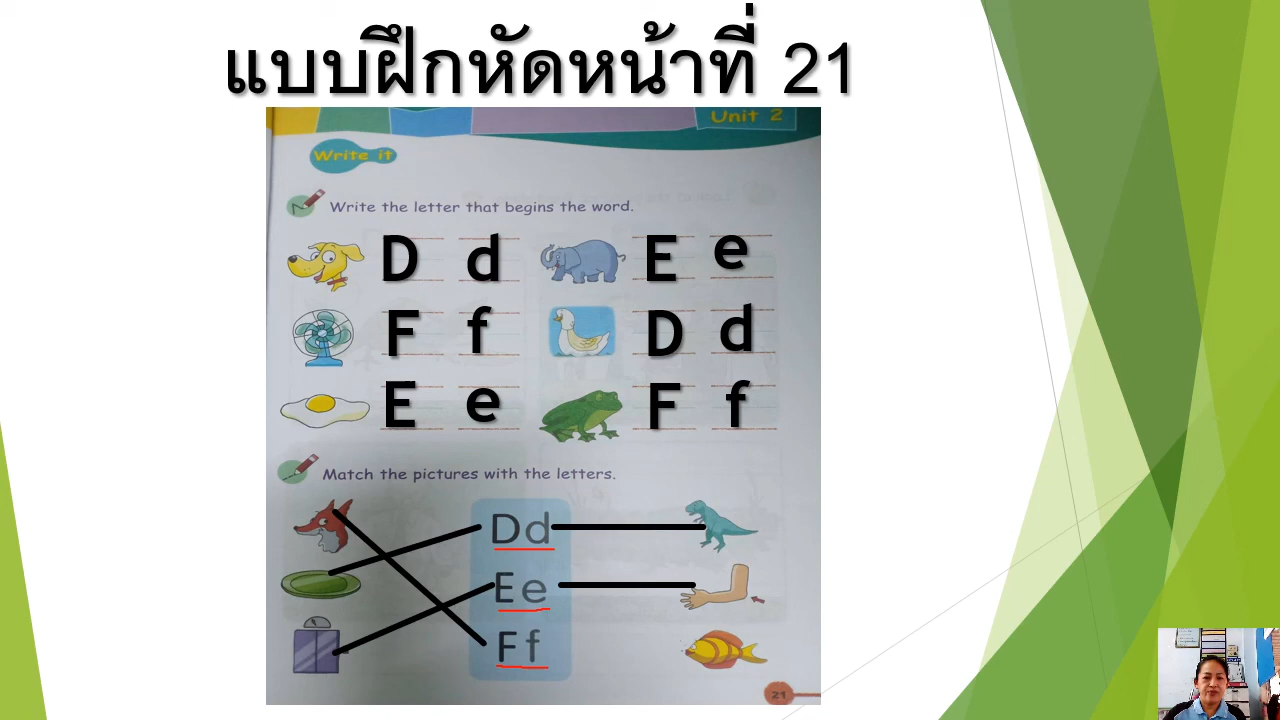 แบบฝึกหัดหน้าที่ 21
Unit 2
Write it
Write the letter that begins the word.
D d E e
F f D d
E e F f
Match the pictures with the letters.
Dd
Ee
Ff
21